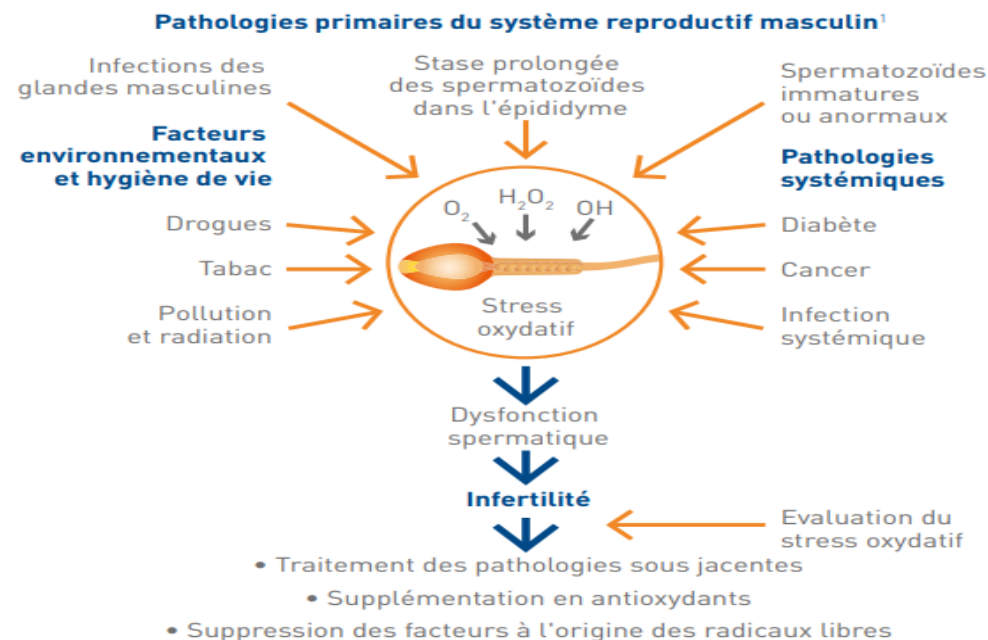 Pathologies primaires du système reproductif masculin¹
Infections des
glandes masculines
Stase prolongée
des spermatozoïdes
dans l'épididyme
Spermatozoïdes
immatures
ou anormaux
Facteurs
environnementaux
et hygiène de vie
Drogues
Tabac
Pollution
et radiation
O₂
H₂O₂
OH
Stress
oxydatif
Pathologies
systémiques
Diabète
Cancer
Infection
systémique
Dysfonction
spermatique
Infertilité
Evaluation du
stress oxydatif
• Traitement des pathologies sous jacentes
• Supplémentation en antioxydants
• Suppression des facteurs à l'origine des radicaux libres